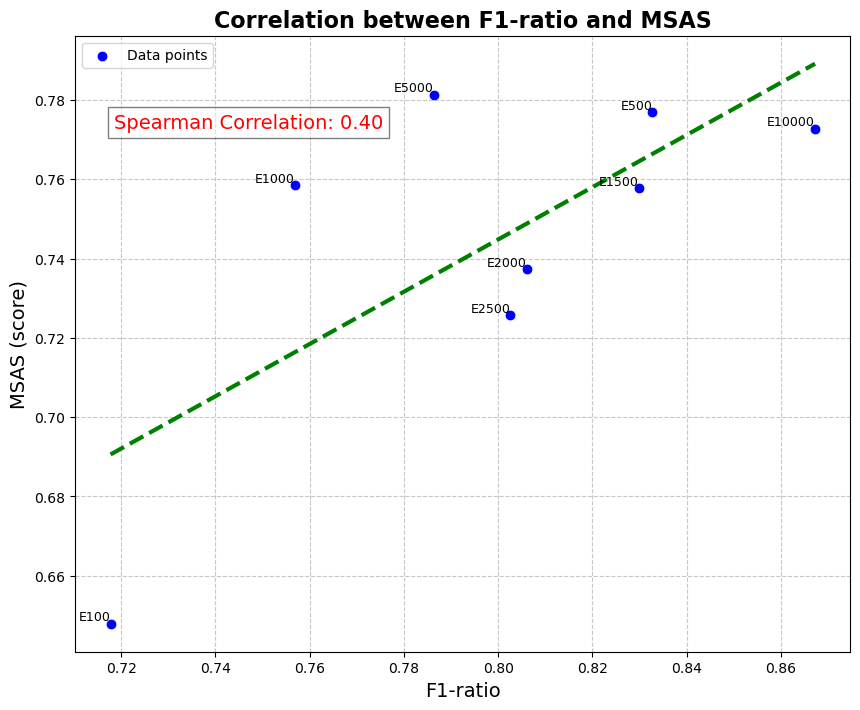 Correlation between F1-ratio and MSAS
Data points
Spearman Correlation: 0.40
E5000
E500
E10000
E1000
E1500
E2000
E2500
E100
0.78
0.76
0.74
0.72
0.70
0.68
0.66
MSAS (score)
0.72 0.74 0.76 0.78 0.80 0.82 0.84 0.86
F1-ratio